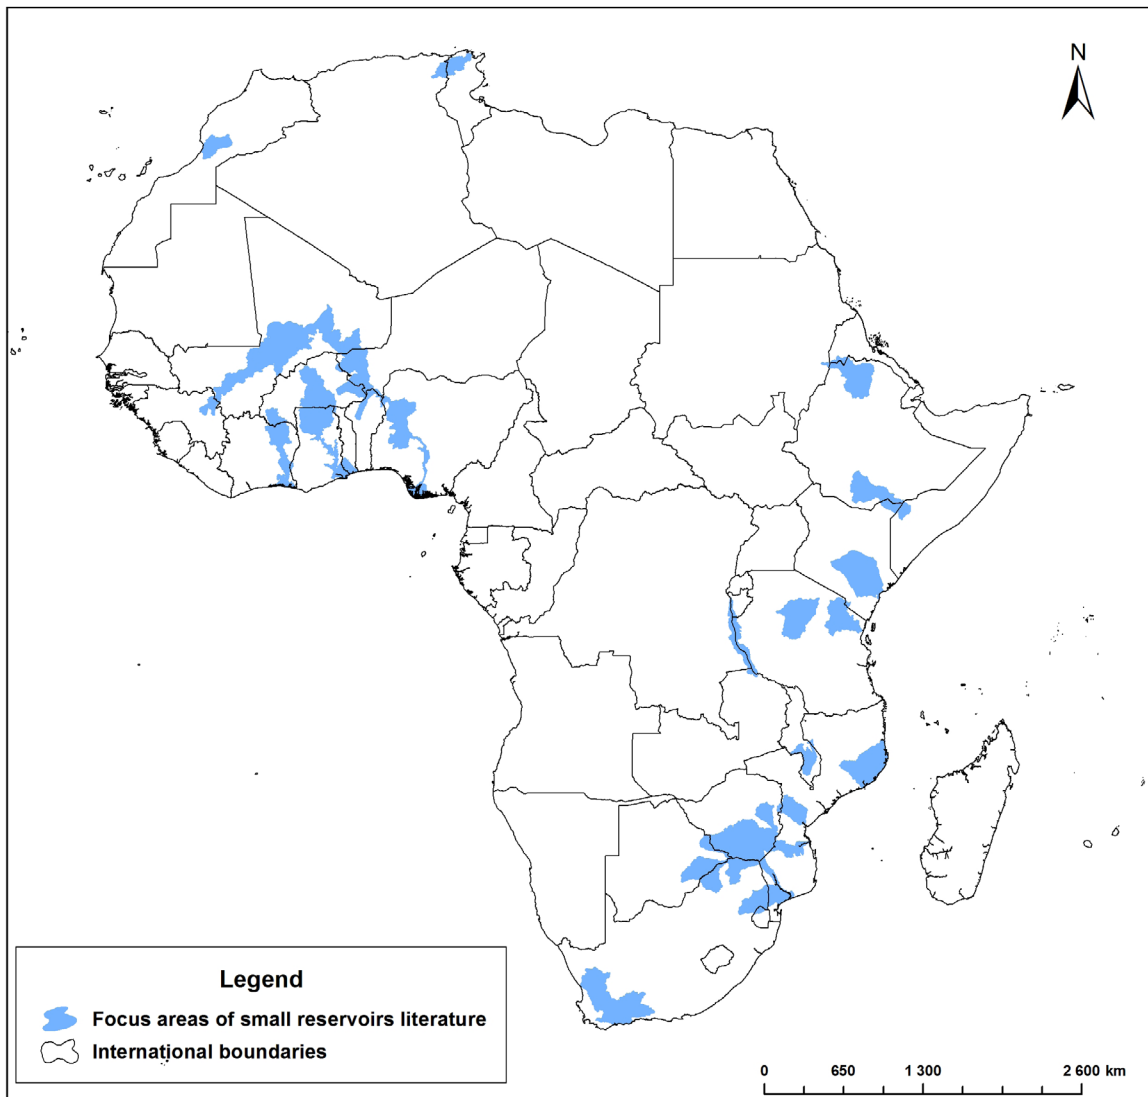 N
Legend
Focus areas of small reservoirs literature
International boundaries
0 650 1 300 2 600 km